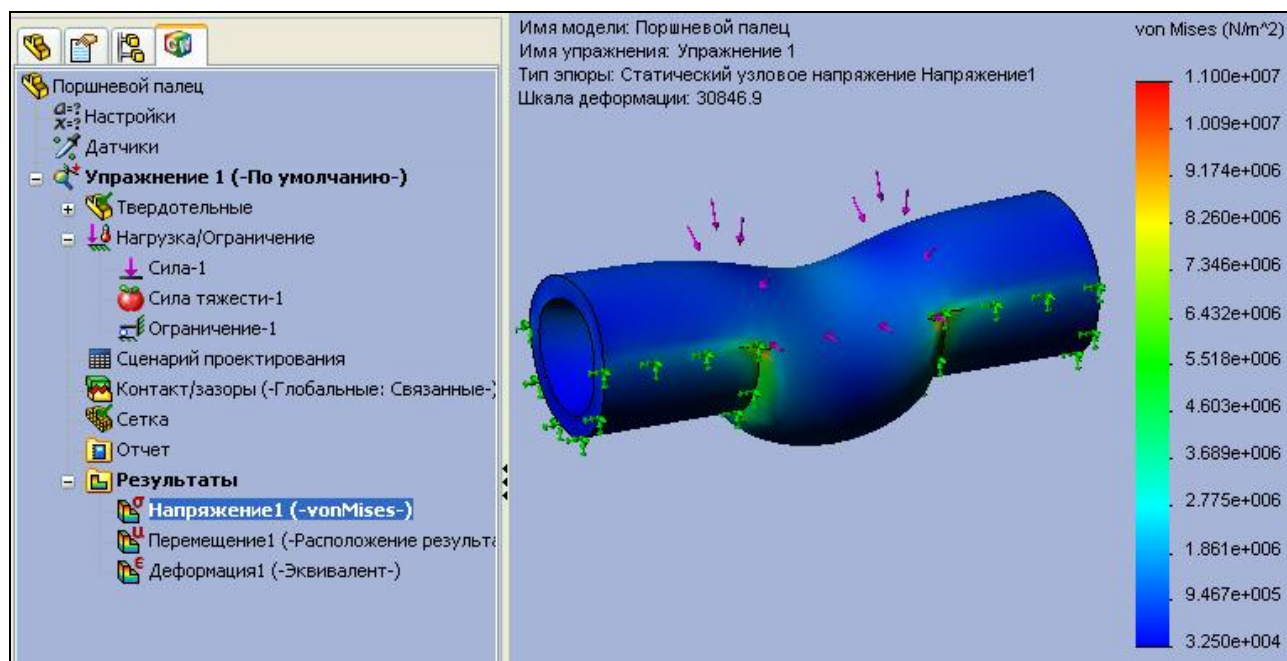 Поршневой палец
Настройки
Датчики
Упражнение 1 (-По умолчанию-)
Твердотельные
Нагрузка/Ограничение
Сила-1
Сила тяжести-1
Ограничение-1
Сценарий проектирования
Контакт/зазоры (-Глобальные: Связанные-)
Сетка
Отчет
Результаты
Напряжение1 (-vonMises-)
Перемещение1 (-Расположение результа
Деформация1 (-Эквивалент-)
Имя модели: Поршневой палец
Имя упражнения: Упражнение 1
Тип эпюры: Статический узловое напряжение Напряжение1
Шкала деформации: 30846.9
von Mises (N/m^2)
1.100e+007
1.009e+007
9.174e+006
8.260e+006
7.346e+006
6.432e+006
5.518e+006
4.603e+006
3.689e+006
2.775e+006
1.861e+006
9.467e+005
3.250e+004